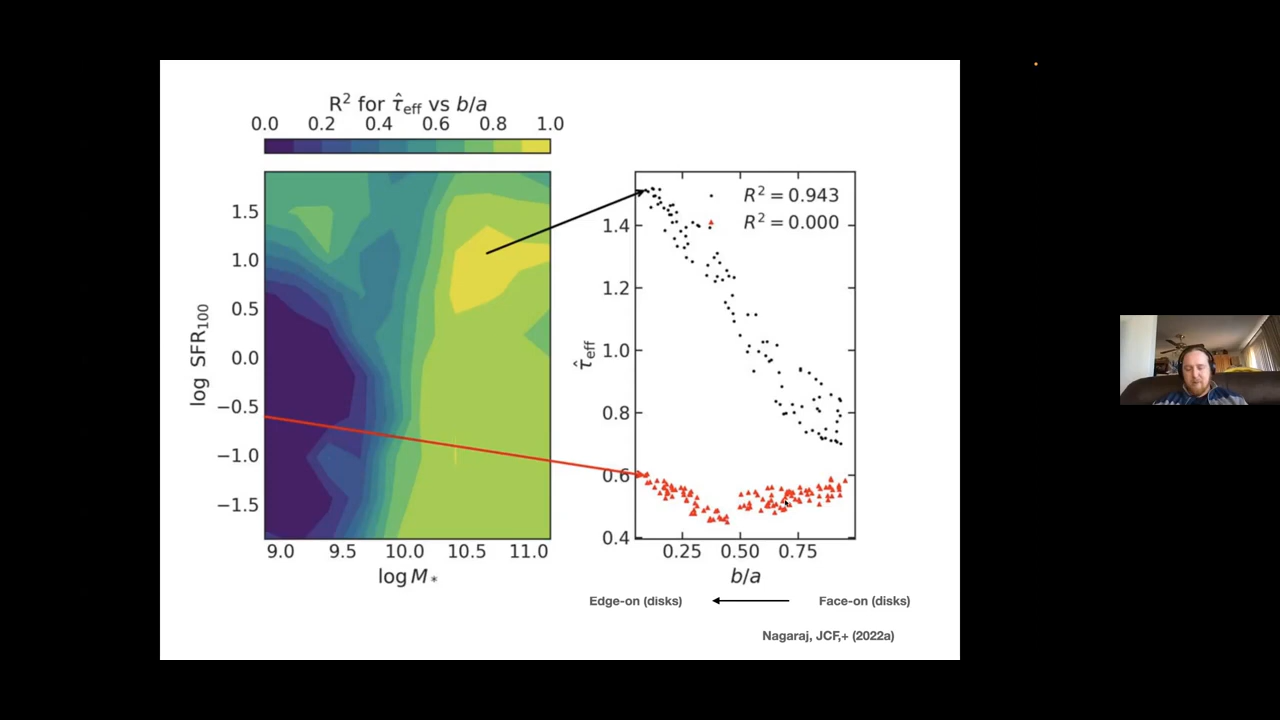 R² for τ̂eff vs b/a
0.0 0.2 0.4 0.6 0.8 1.0
log SFR₁₀₀
1.5
1.0
0.5
0.0
−0.5
−1.0
−1.5
9.0 9.5 10.0 10.5 11.0
log M*
R² = 0.943
R² = 0.000
τ̂eff
1.4
1.2
1.0
0.8
0.6
0.4
0.25 0.50 0.75
b/a
Edge-on (disks) Face-on (disks)
Nagaraj, JCF,+ (2022a)